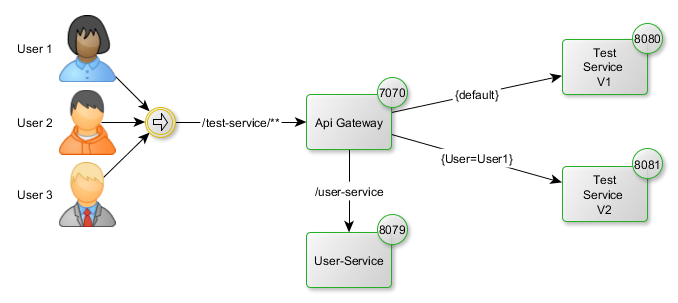 User 1
User 2
User 3
/test-service/**
7070
Api Gateway
{default}
{User=User1}
8080
Test
Service
V1
8081
Test
Service
V2
/user-service
8079
User-Service